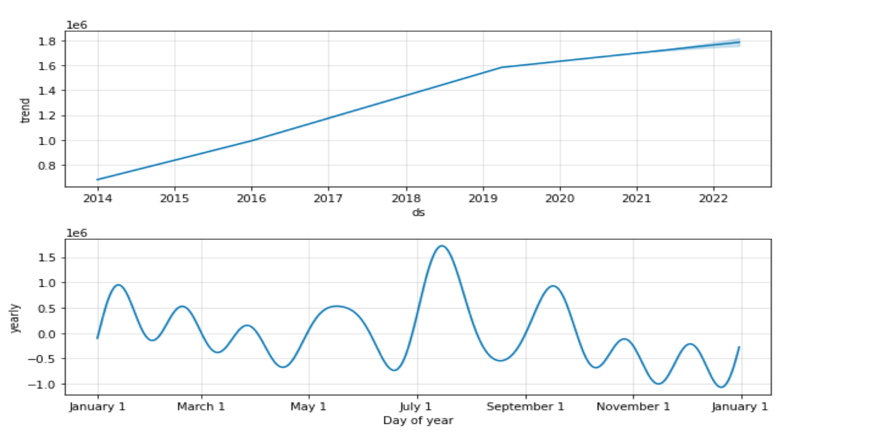 1e6
1.8
1.6
1.4
1.2
1.0
0.8
trend
2014 2015 2016 2017 2018 2019 2020 2021 2022
ds
1e6
1.5
1.0
0.5
0.0
−0.5
−1.0
yearly
January 1 March 1 May 1 July 1 September 1 November 1 January 1
Day of year